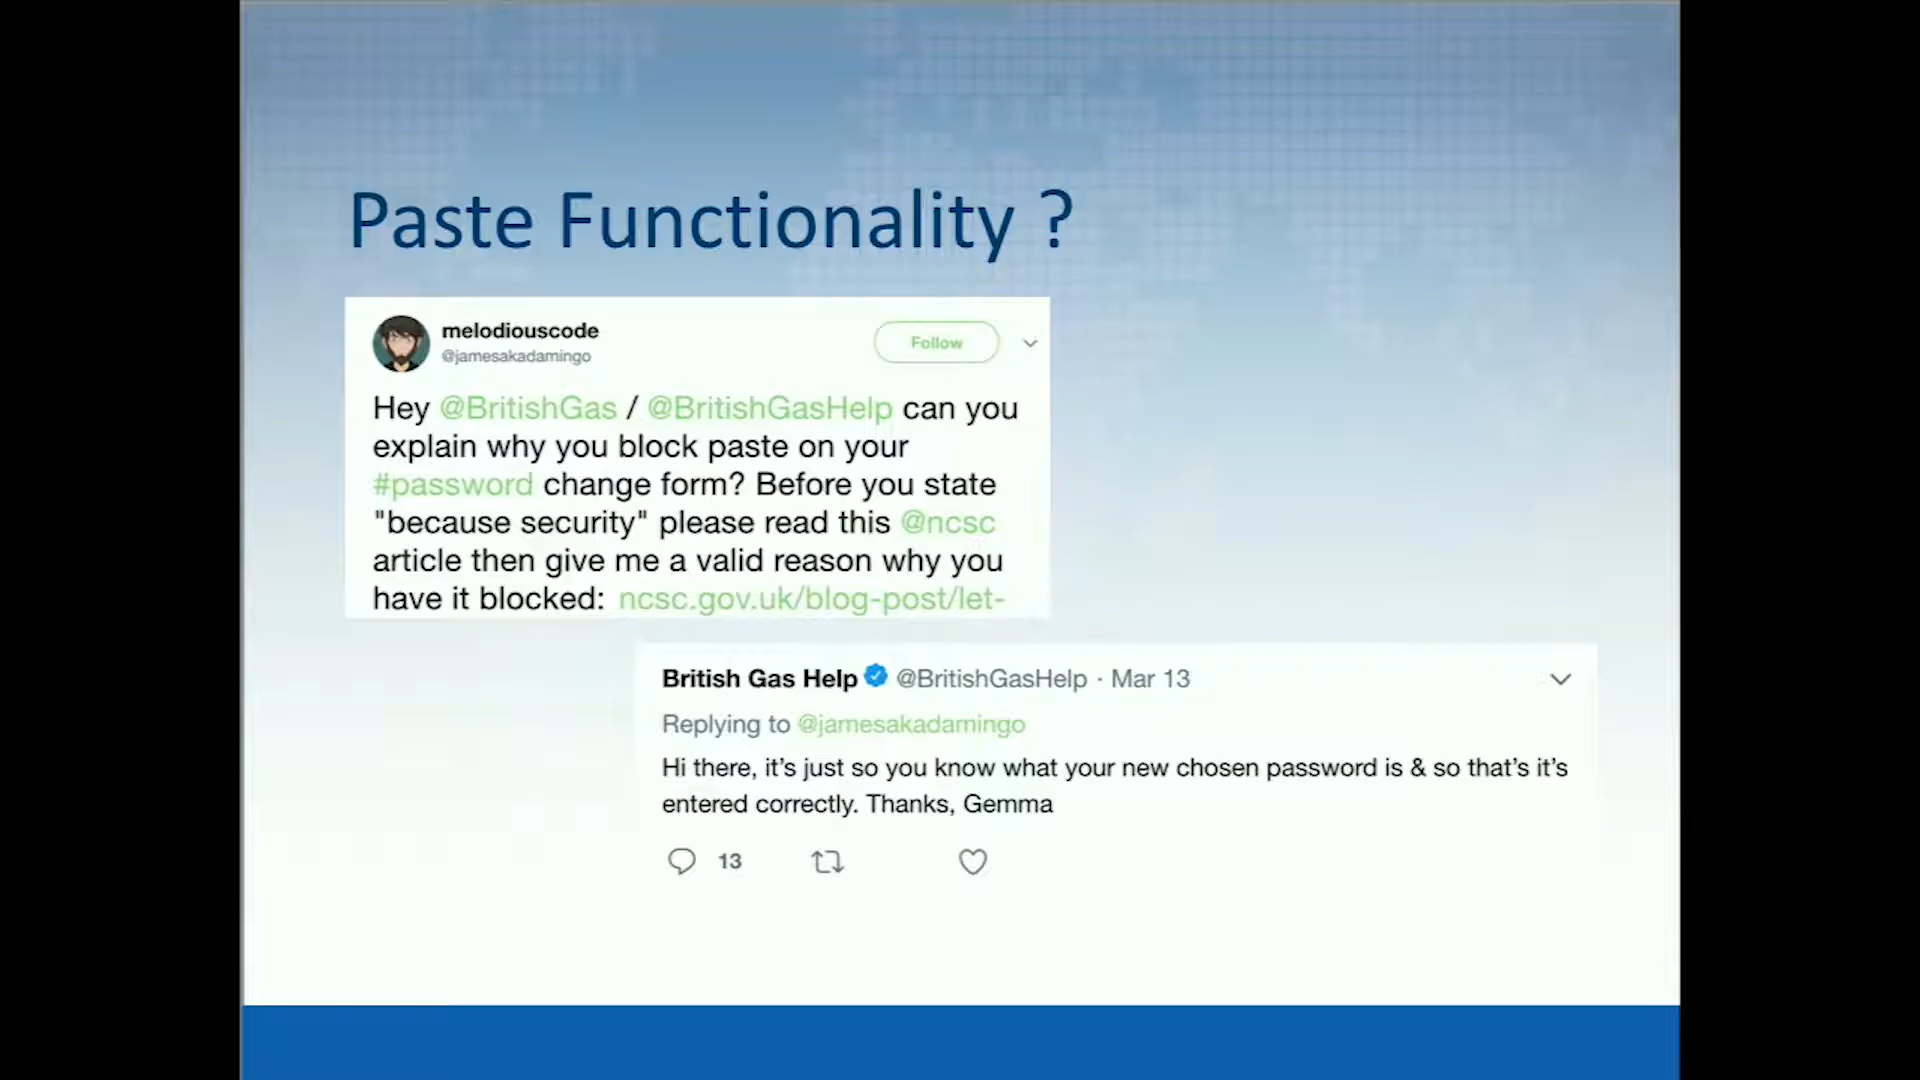 Paste Functionality ?
melodiouscode
@jamesakadamingo
Follow
Hey @BritishGas / @BritishGasHelp can you
explain why you block paste on your
#password change form? Before you state
"because security" please read this @ncsc
article then give me a valid reason why you
have it blocked: ncsc.gov.uk/blog-post/let-
British Gas Help @BritishGasHelp · Mar 13
Replying to @jamesakadamingo
Hi there, it’s just so you know what your new chosen password is & so that’s it’s
entered correctly. Thanks, Gemma
13